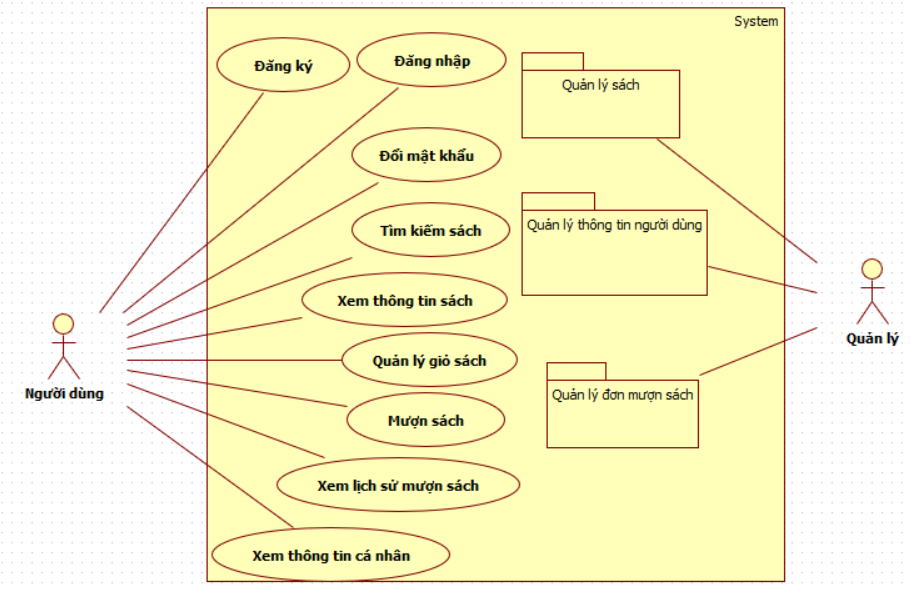 System
Đăng ký
Đăng nhập
Quản lý sách
Đổi mật khẩu
Tìm kiếm sách
Quản lý thông tin người dùng
Xem thông tin sách
Quản lý
Quản lý giỏ sách
Người dùng
Quản lý đơn mượn sách
Mượn sách
Xem lịch sử mượn sách
Xem thông tin cá nhân